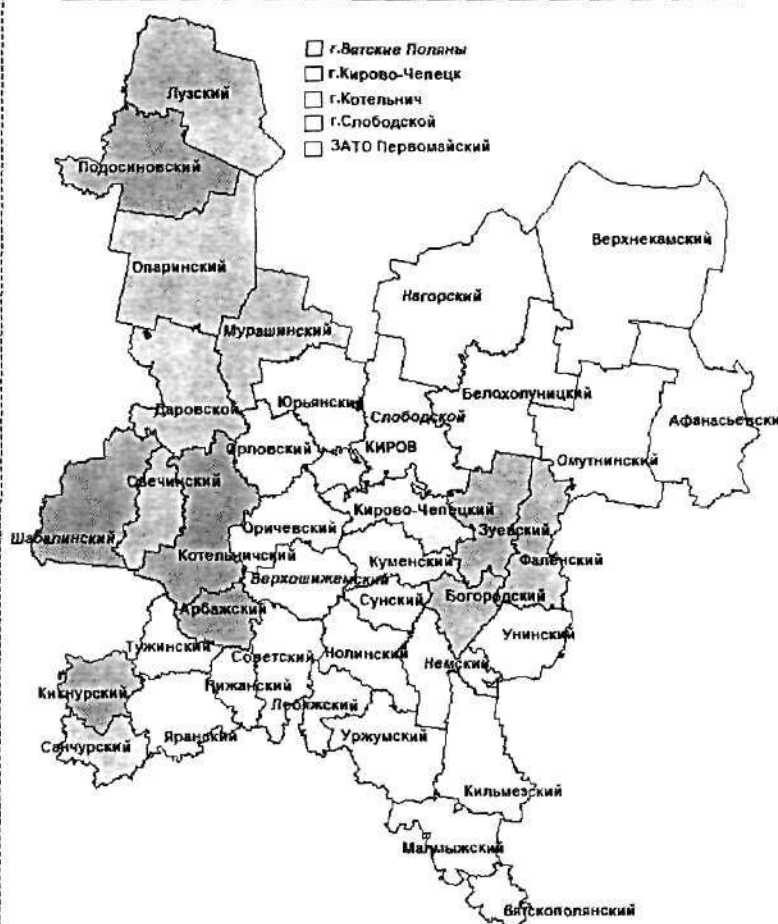 г.Вятские Поляны
г.Кирово-Чепецк
г.Котельнич
г.Слободской
ЗАТО Первомайский
Лузский
Подосиновский
Опаринский
Верхнекамский
Нагорский
Мурашинский
Юрьянский
Белохолуницкий
Даровской
Слободской
Афанасьевский
Орловский
КИРОВ
Омутнинский
Свечинский
Кирово-Чепецкий
Зуевский
Шабалинский
Оричевский
Котельничский
Куменский
Фаленский
Верхошижемский
Арбажский
Сунский
Богородский
Унинский
Тужинский
Советский
Нолинский
Немский
Кикнурский
Пижанский
Лебяжский
Санчурский
Яранский
Уржумский
Кильмезский
Малмыжский
Вятскополянский